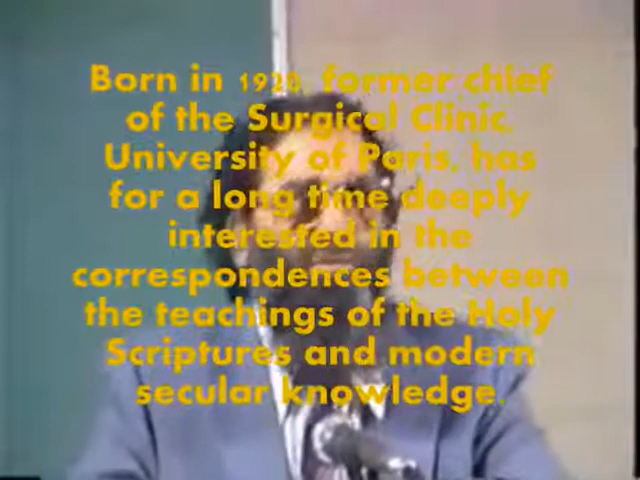 Born in 1920, former chief
of the Surgical Clinic,
University of Paris, has
for a long time deeply
interested in the
correspondences between
the teachings of the Holy
Scriptures and modern
secular knowledge.